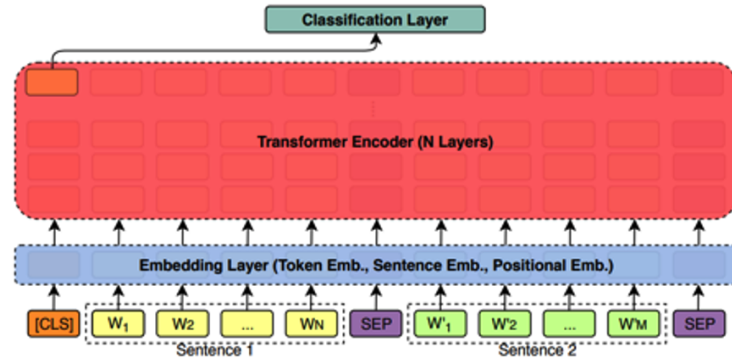 Classification Layer
Transformer Encoder (N Layers)
Embedding Layer (Token Emb., Sentence Emb., Positional Emb.)
[CLS] W1 W2 ... WN SEP W'1 W'2 ... W'M SEP
Sentence 1 Sentence 2